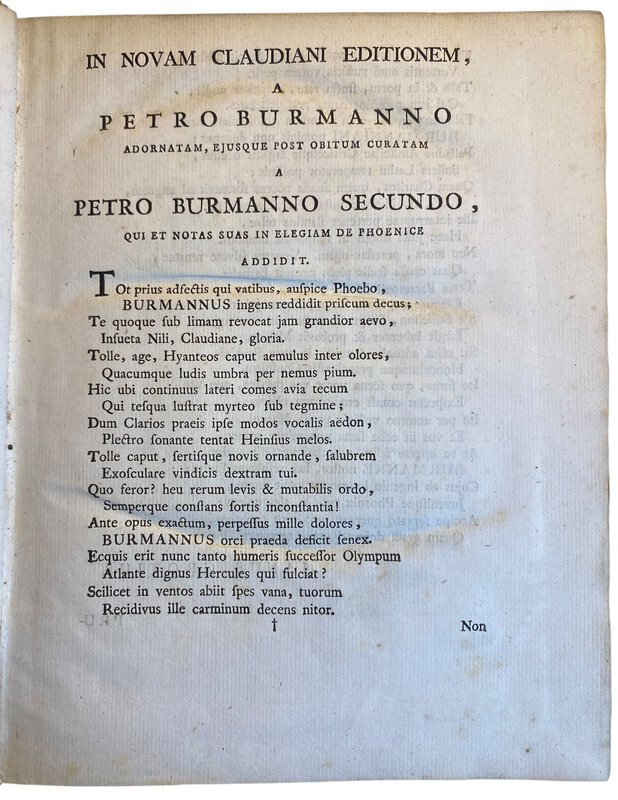 IN NOVAM CLAUDIANI EDITIONEM,
A
PETRO BURMANNO
ADORNATAM, EJUSQUE POST OBITUM CURATAM
A
PETRO BURMANNO SECUNDO,
QUI ET NOTAS SUAS IN ELEGIAM DE PHOENICE
ADDIDIT.
TOt prius adfectis qui vatibus, auſpice Phoebo,
BURMANNUS ingens reddidit priſcum decus;
Te quoque ſub limam revocat jam grandior aevo,
Inſueta Nili, Claudiane, gloria.
Tolle, age, Hyanteos caput aemulus inter olores,
Quacumque ludis umbra per nemus pium.
Hic ubi continuus lateri comes avia tecum
Qui teſqua luſtrat myrteo ſub tegmine;
Dum Clarios praeis ipſe modos vocalis aëdon,
Plectro ſonante tentat Heinſius melos.
Tolle caput, ſertiſque novis ornande, ſalubrem
Exoſculare vindicis dextram tui.
Quo feror? heu rerum levis & mutabilis ordo,
Semperque conſtans ſortis inconſtantia!
Ante opus exactum, perpeſſus mille dolores,
BURMANNUS orci praeda deficit ſenex.
Ecquis erit nunc tanto humeris ſucceſſor Olympum
Atlante dignus Hercules qui fulciat?
Scilicet in ventos abiit ſpes vana, tuorum
Recidivus ille carminum decens nitor.
† Non